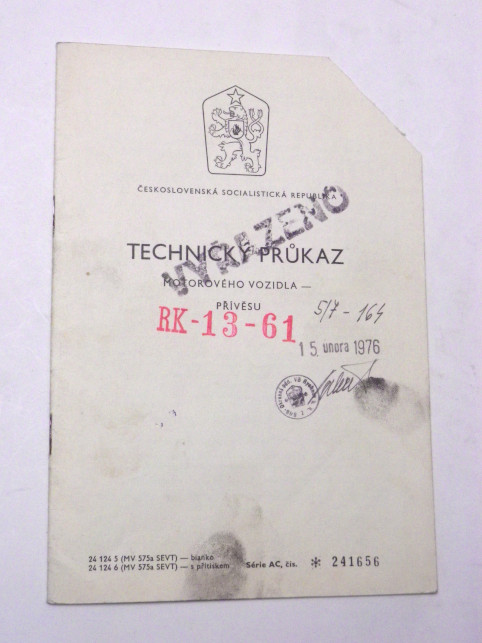 ČESKOSLOVENSKÁ SOCIALISTICKÁ REPUBLIKA
VYŘAZENO
TECHNICKÝ PRŮKAZ
MOTOROVÉHO VOZIDLA —
PŘÍVĚSU
5/7 - 164
RK-13-61
15. února 1976
24 124 5 (MV 575a SEVT) — bianko
24 124 6 (MV 575a SEVT) — s přítiskem
Série AC, čís. * 241656